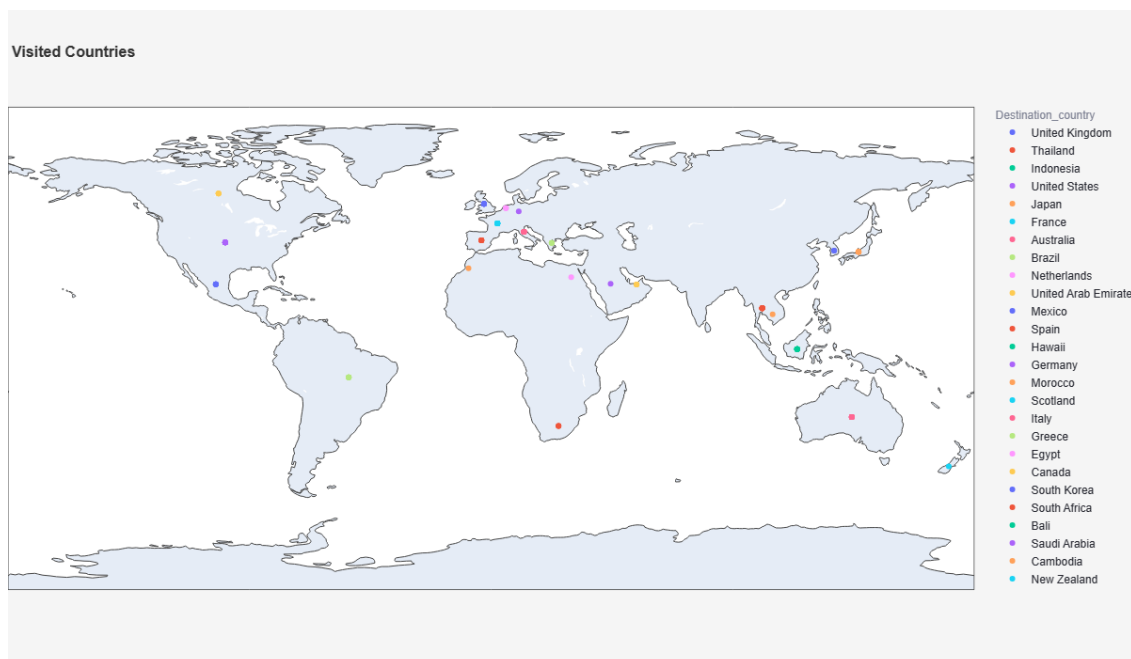 Visited Countries
Destination_country
United Kingdom
Thailand
Indonesia
United States
Japan
France
Australia
Brazil
Netherlands
United Arab Emirate
Mexico
Spain
Hawaii
Germany
Morocco
Scotland
Italy
Greece
Egypt
Canada
South Korea
South Africa
Bali
Saudi Arabia
Cambodia
New Zealand